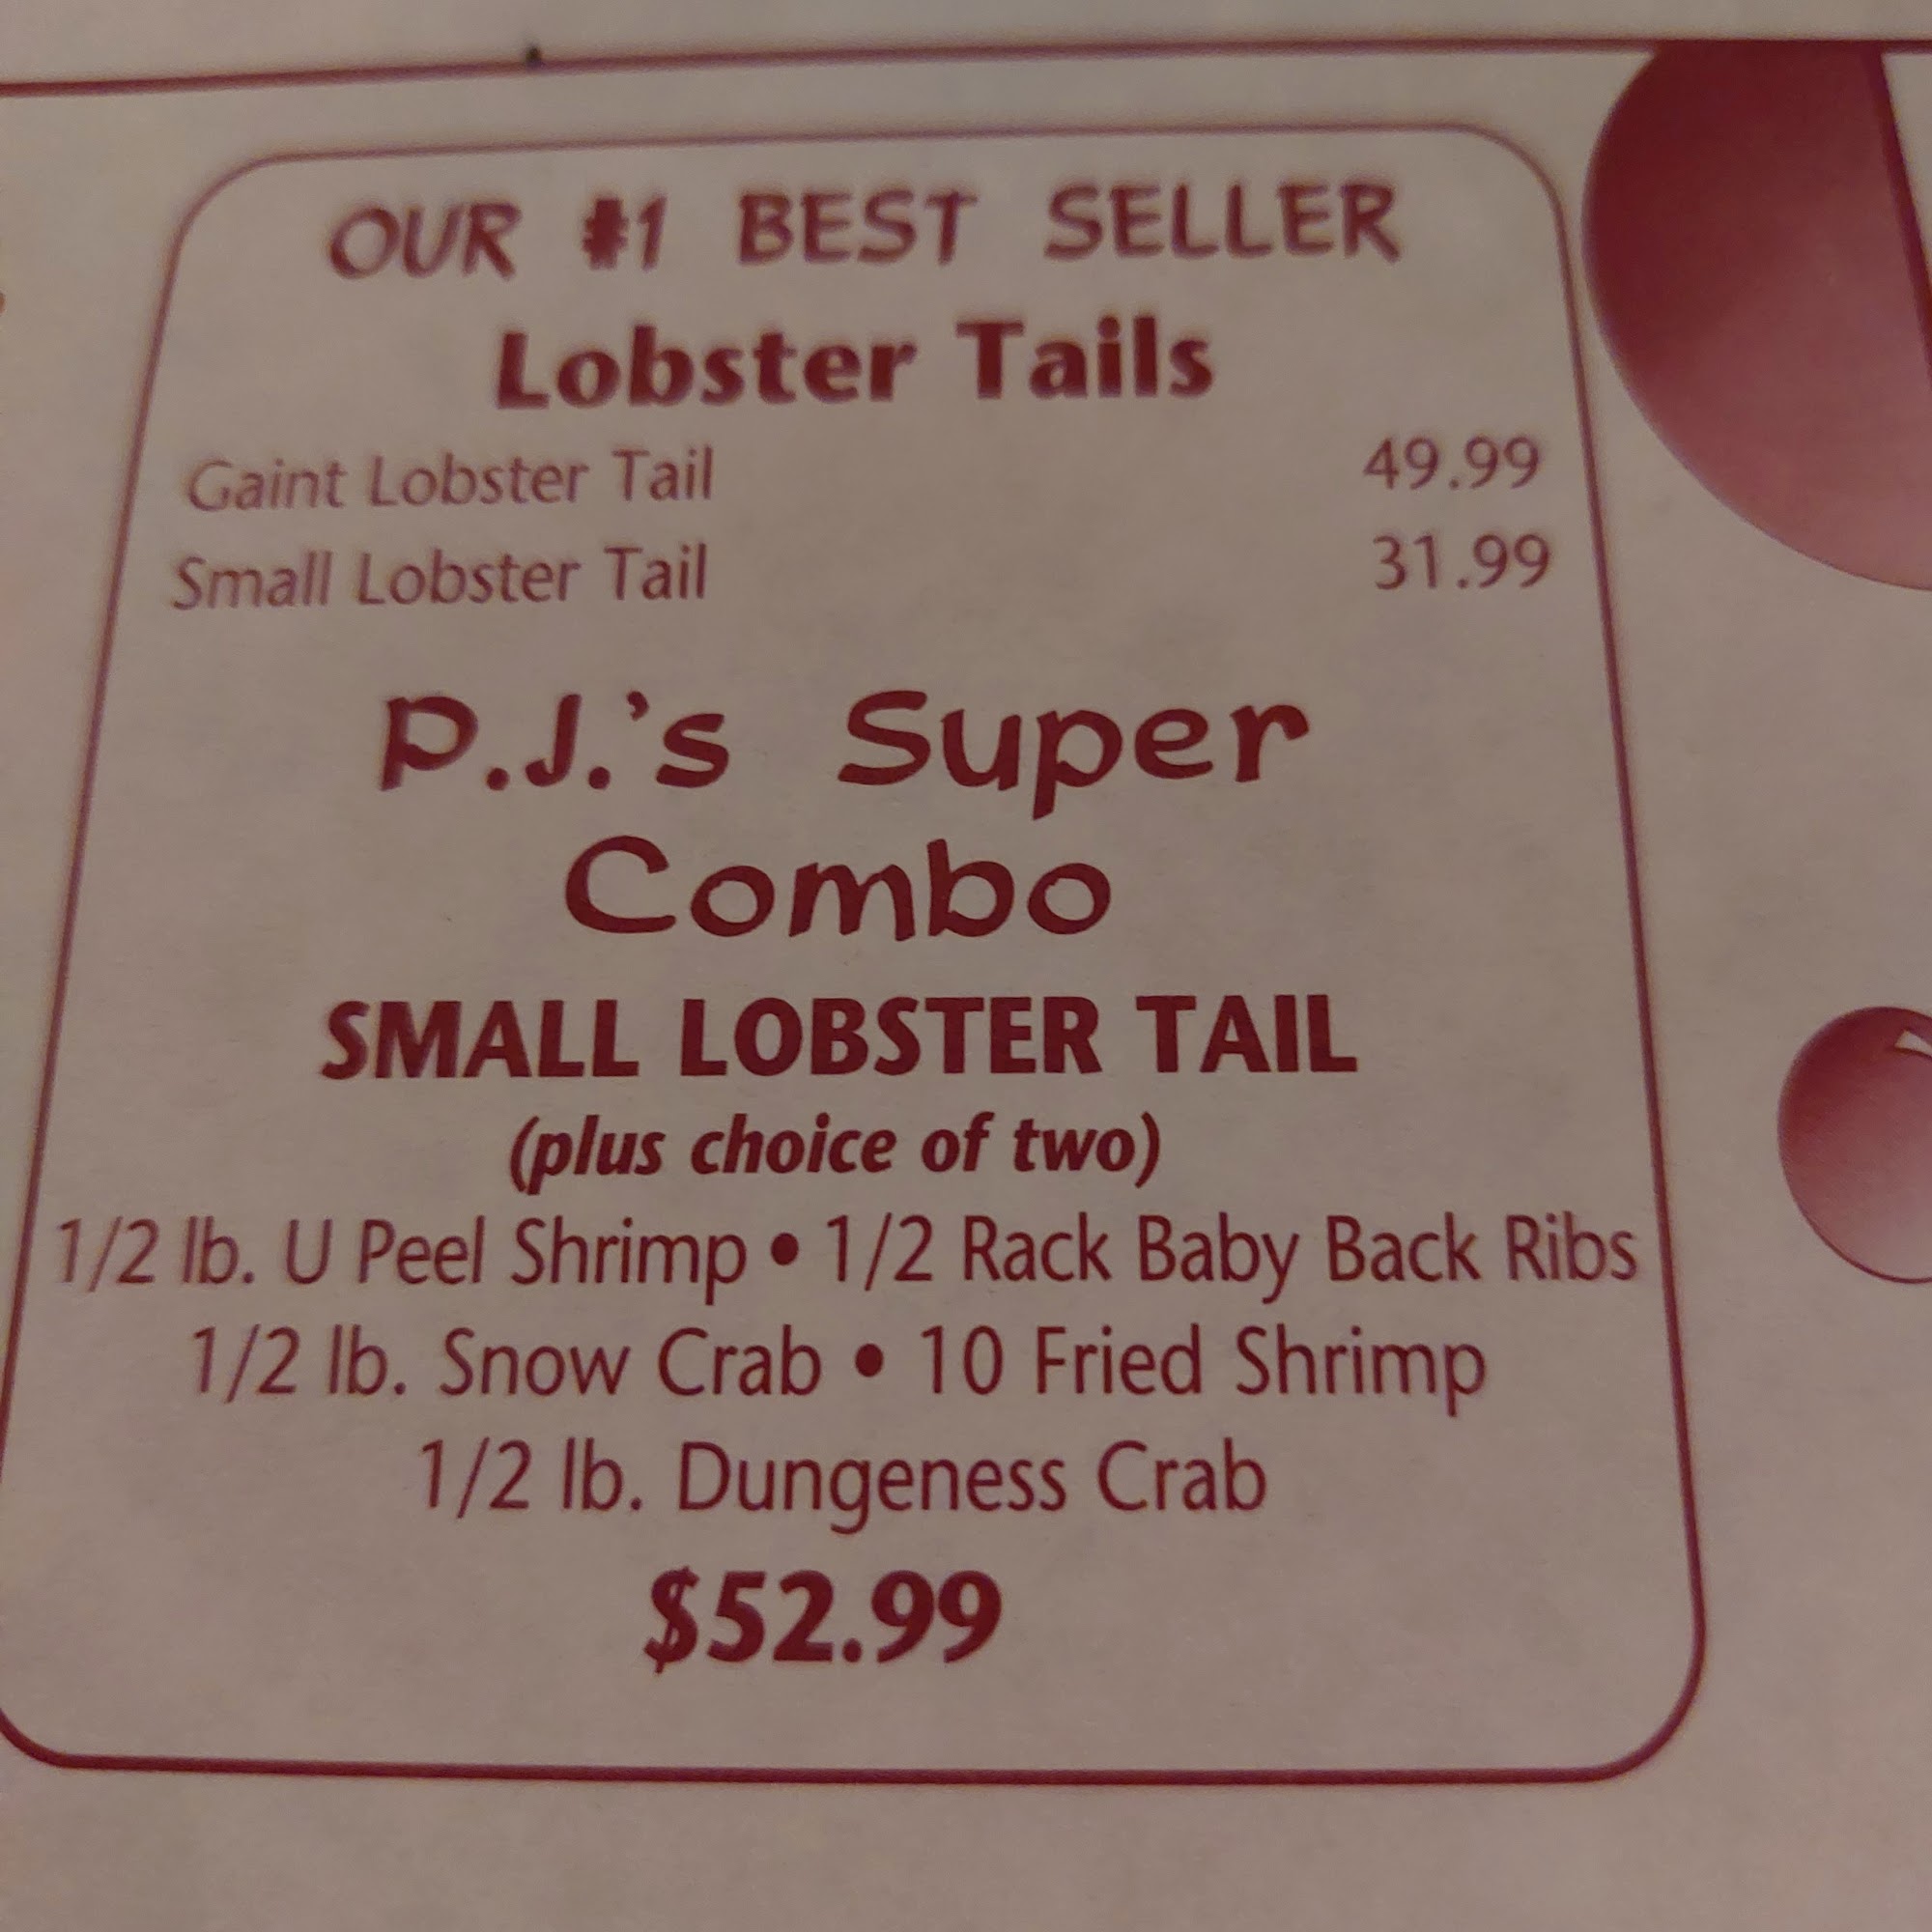 OUR #1 BEST SELLER
Lobster Tails
Gaint Lobster Tail 49.99
Small Lobster Tail 31.99
P.J.'s Super
Combo
SMALL LOBSTER TAIL
(plus choice of two)
1/2 lb. U Peel Shrimp • 1/2 Rack Baby Back Ribs
1/2 lb. Snow Crab • 10 Fried Shrimp
1/2 lb. Dungeness Crab
$52.99